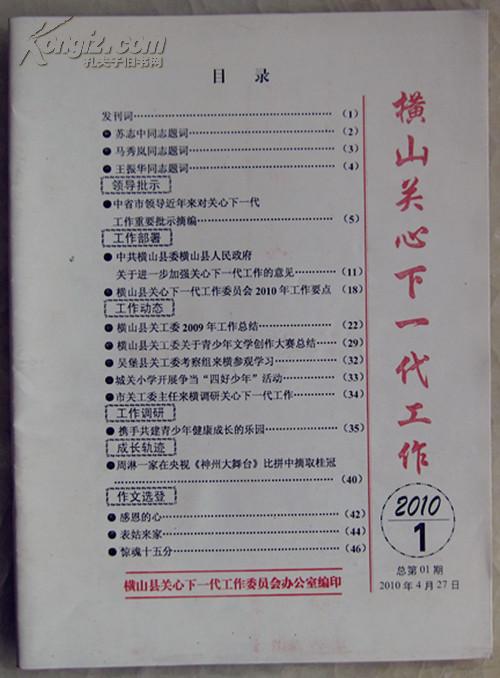 Kongfz.com
孔夫子旧书网
目 录
发刊词……………………………………（1）
● 苏志中同志题词………………………（2）
● 马秀岚同志题词………………………（3）
● 王振华同志题词………………………（4）
领导批示
● 中省市领导近年来对关心下一代
工作重要批示摘编………………………（5）
工作部署
● 中共横山县委横山县人民政府
关于进一步加强关心下一代工作的意见…（11）
● 横山县关心下一代工作委员会2010年工作要点（18）
工作动态
● 横山县关工委2009年工作总结…………（22）
● 横山县关工委关于青少年文学创作大赛总结…（29）
● 吴堡县关工委考察组来横参观学习………（32）
● 城关小学开展争当“四好少年”活动………（33）
● 市关工委主任来横调研关心下一代工作……（34）
工作调研
● 携手共建青少年健康成长的乐园…………（35）
成长轨迹
● 周淋一家在央视《神州大舞台》比拼中摘取桂冠
……………………………………（40）
作文选登
● 感恩的心………………………………（42）
● 表姑来家………………………………（44）
● 惊魂十五分……………………………（46）
横山县关心下一代工作委员会办公室编印
横山关心下一代工作
2010
1
总第01期
2010年4月27日